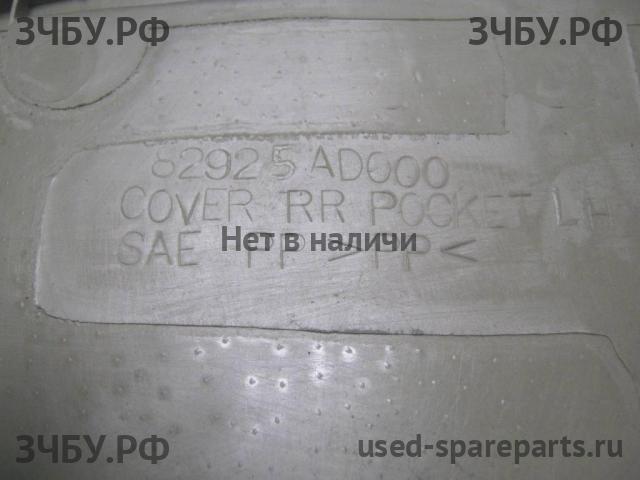 ЗЧБУ.РФ ЗЧБУ.РФ
82925 AD000
COVER RR POCKET LH
SAE PP >PP<
Нет в наличи
ЗЧБУ.РФ used-spareparts.ru